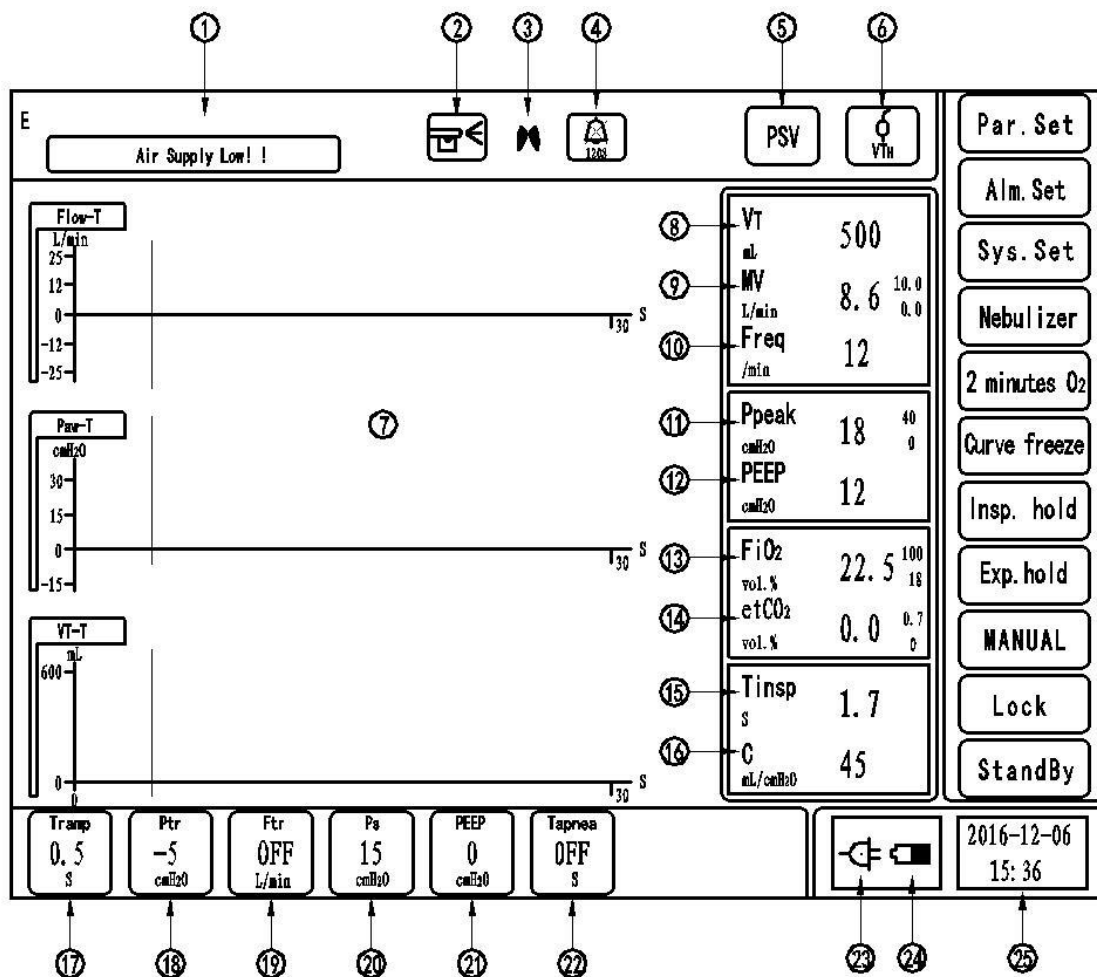 ① ② ③ ④ ⑤ ⑥
E
Air Supply Low! !
120S
PSV
VTH
Par. Set
Alm. Set
Sys. Set
Nebulizer
2 minutes O2
Curve freeze
Insp. hold
Exp. hold
MANUAL
Lock
StandBy
Flow-T
L/min
25
12
0
-12
-25
30 S
⑦
Paw-T
cmH2O
30
15
0
-15
30 S
VT-T
mL
600
0
0
30 S
⑧ VT 500
mL
⑨ MV 8.6 10.0
L/min 0.0
⑩ Freq 12
/min
⑪ Ppeak 18 40
cmH2O 0
⑫ PEEP 12
cmH2O
⑬ FiO2 22.5 100
vol.% 18
⑭ etCO2 0.0 0.7
vol.% 0
⑮ Tinsp 1.7
S
⑯ C 45
mL/cmH2O
Tramp
0.5
S
Ptr
-5
cmH2O
Ftr
OFF
L/min
Ps
15
cmH2O
PEEP
0
cmH2O
Tapnea
OFF
S
2016-12-06
15:36
⑰ ⑱ ⑲ ⑳ ㉑ ㉒ ㉓ ㉔ ㉕